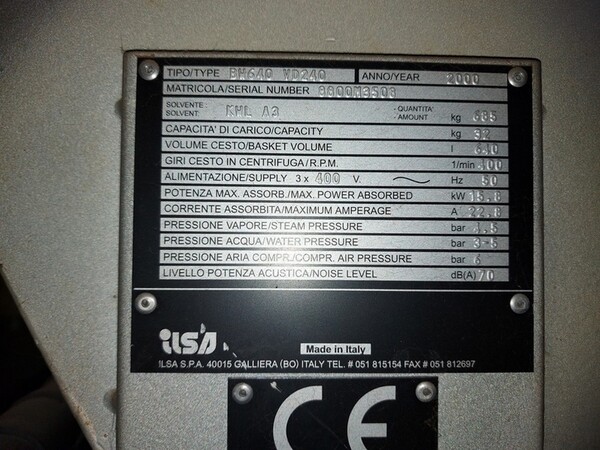 TIPO/TYPE BM640 VD240 ANNO/YEAR 2000
MATRICOLA/SERIAL NUMBER 8800M3508
SOLVENTE: SOLVENT: KWL A3 - QUANTITA' - AMOUNT kg 685
CAPACITA' DI CARICO/CAPACITY kg 32
VOLUME CESTO/BASKET VOLUME l 640
GIRI CESTO IN CENTRIFUGA/R.P.M. 1/min 400
ALIMENTAZIONE/SUPPLY 3 x 400 V. Hz 50
POTENZA MAX. ASSORB./MAX. POWER ABSORBED kW 15.8
CORRENTE ASSORBITA/MAXIMUM AMPERAGE A 22.8
PRESSIONE VAPORE/STEAM PRESSURE bar 4.5
PRESSIONE ACQUA/WATER PRESSURE bar 3-5
PRESSIONE ARIA COMPR./COMPR. AIR PRESSURE bar 6
LIVELLO POTENZA ACUSTICA/NOISE LEVEL dB(A) 70
ilsa
Made in Italy
ILSA S.P.A. 40015 GALLIERA (BO) ITALY TEL. # 051 815154 FAX # 051 812697
CE